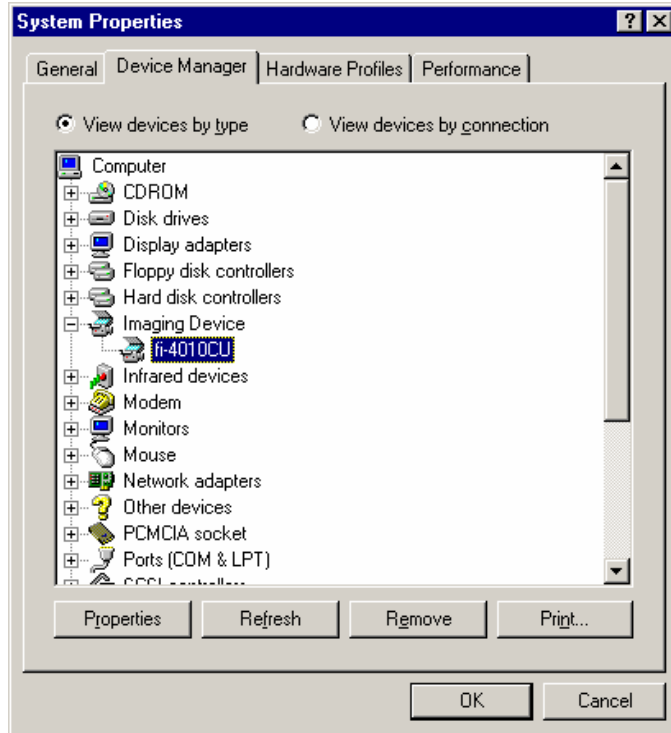 System Properties
General Device Manager Hardware Profiles Performance
View devices by type View devices by connection
Computer
CDROM
Disk drives
Display adapters
Floppy disk controllers
Hard disk controllers
Imaging Device
fi-4010CU
Infrared devices
Modem
Monitors
Mouse
Network adapters
Other devices
PCMCIA socket
Ports (COM & LPT)
SCSI controllers
Properties Refresh Remove Print...
OK Cancel